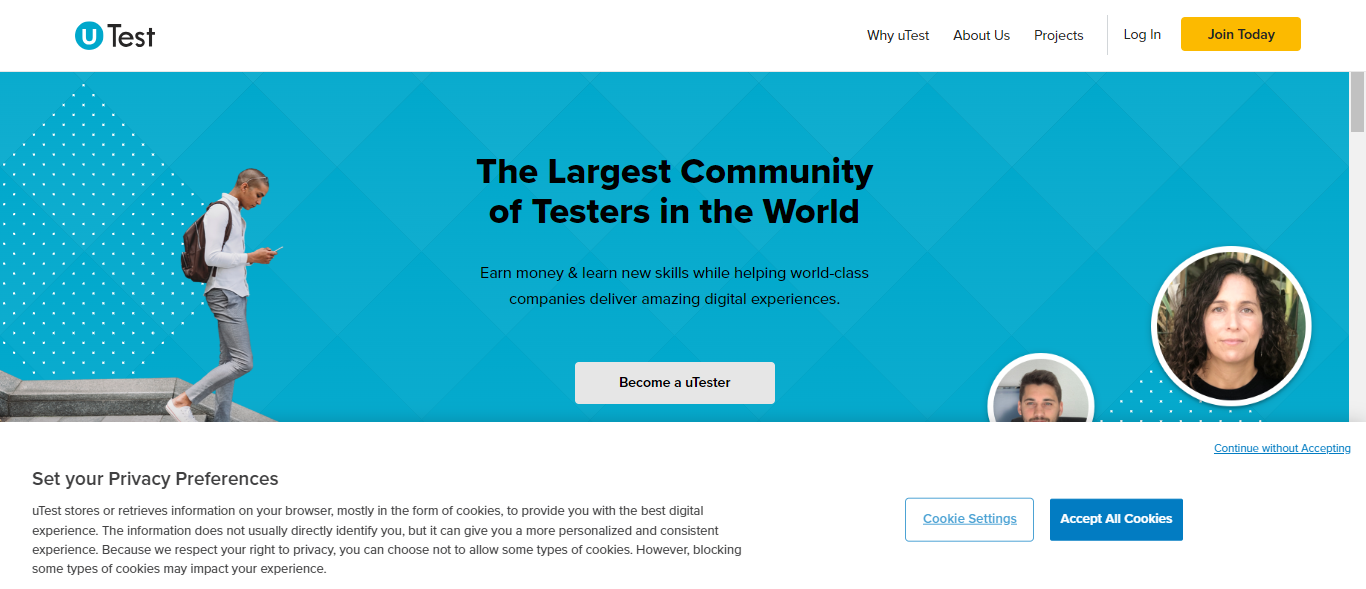 uTest
Why uTest
About Us
Projects
Log In
Join Today
The Largest Community
of Testers in the World
Earn money & learn new skills while helping world-class
companies deliver amazing digital experiences.
Become a uTester
Continue without Accepting
Set your Privacy Preferences
uTest stores or retrieves information on your browser, mostly in the form of cookies, to provide you with the best digital
experience. The information does not usually directly identify you, but it can give you a more personalized and consistent
experience. Because we respect your right to privacy, you can choose not to allow some types of cookies. However, blocking
some types of cookies may impact your experience.
Cookie Settings
Accept All Cookies